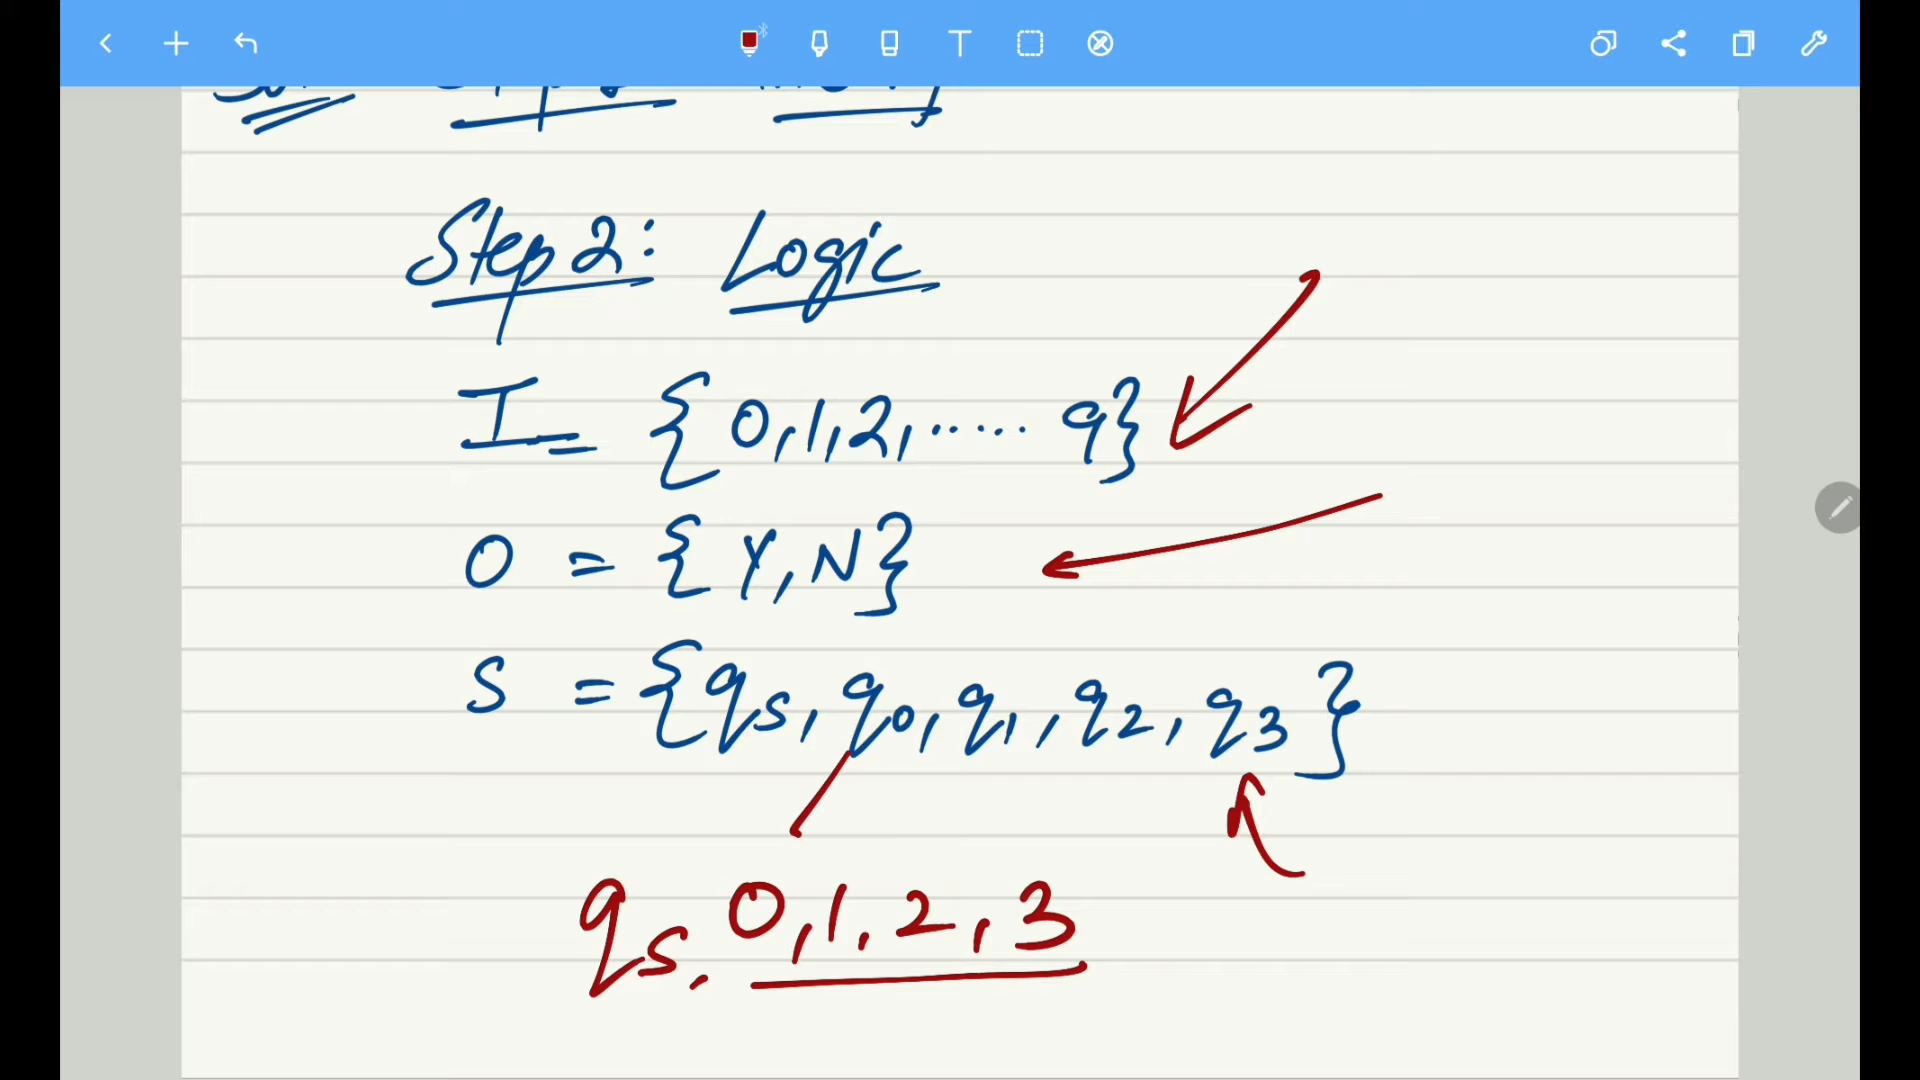 Step 2: Logic
I = {0,1,2,..... 9}
O = {Y,N}
S = {qs, q0, q1, q2, q3}
qs, 0,1,2,3